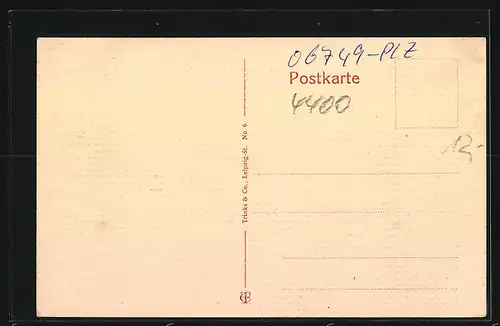 06749-PLZ
Postkarte
4400
12,-
Trinks & Co., Leipzig-St. No 6.